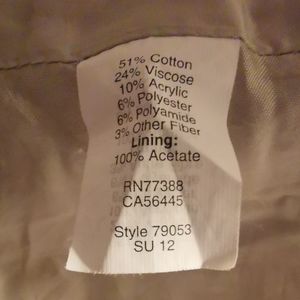 51% Cotton
24% Viscose
10% Acrylic
6% Polyester
6% Polyamide
3% Other Fiber
Lining:
100% Acetate
RN77388
CA56445
Style 79053
SU 12